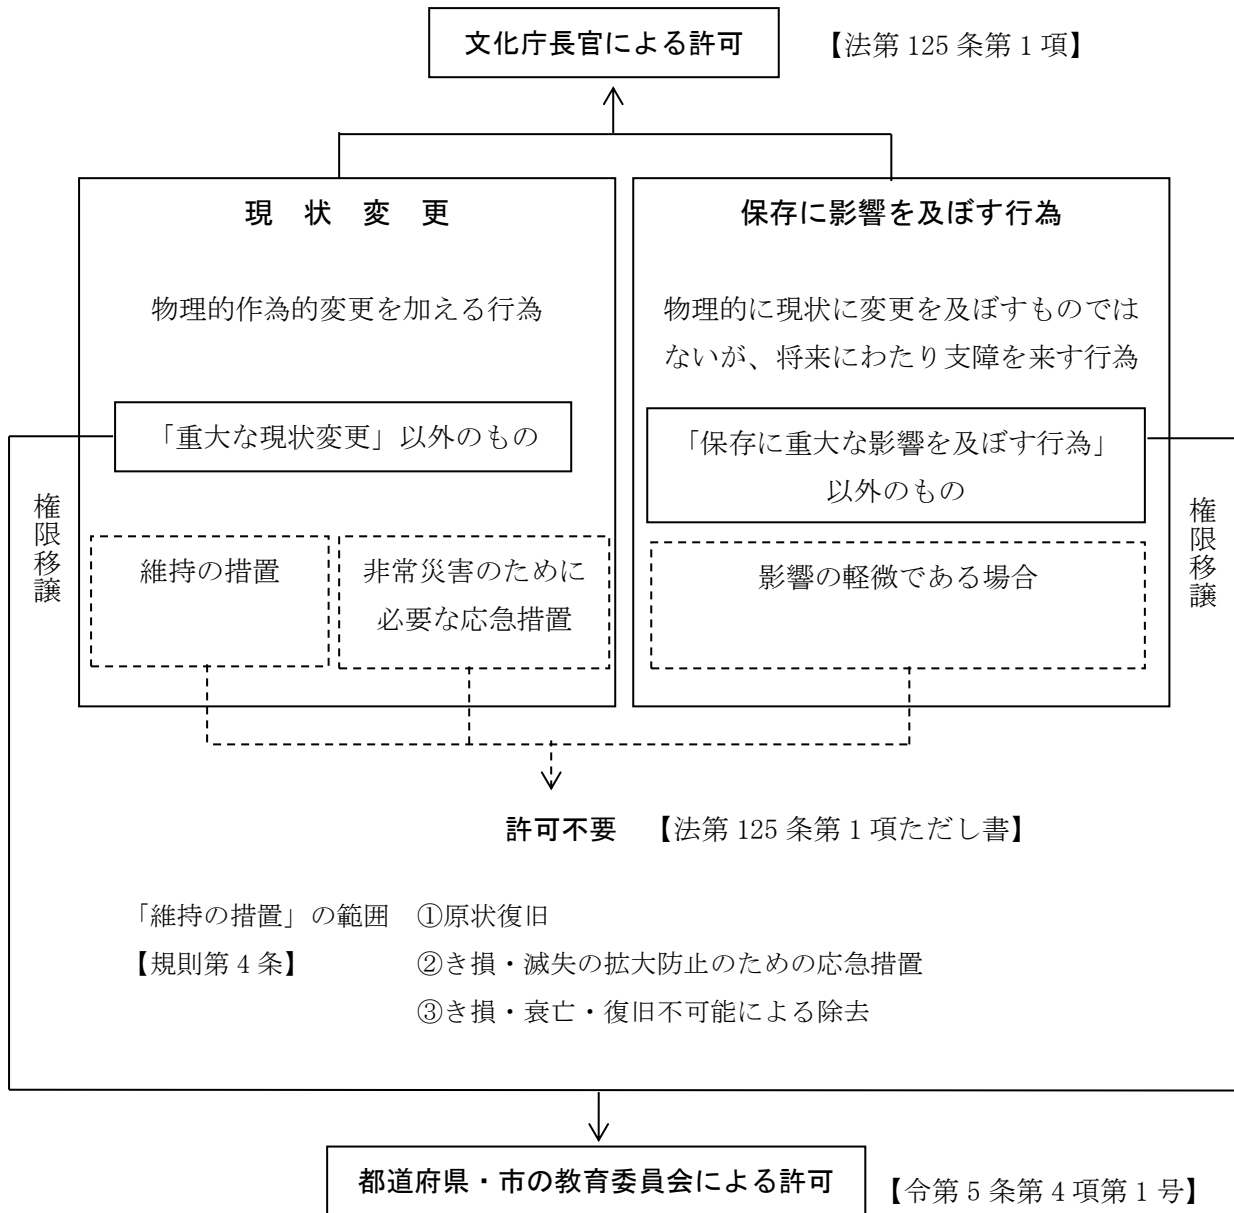 文化庁長官による許可 【法第 125 条第 1 項】
現 状 変 更
物理的作為的変更を加える行為
「重大な現状変更」以外のもの
権限移譲
維持の措置
非常災害のために
必要な応急措置
保存に影響を及ぼす行為
物理的に現状に変更を及ぼすものでは
ないが、将来にわたり支障を来す行為
「保存に重大な影響を及ぼす行為」
以外のもの
権限移譲
影響の軽微である場合
許可不要 【法第 125 条第 1 項ただし書】
「維持の措置」の範囲 ①原状復旧
【規則第 4 条】 ②き損・滅失の拡大防止のための応急措置
③き損・衰亡・復旧不可能による除去
都道府県・市の教育委員会による許可 【令第 5 条第 4 項第 1 号】